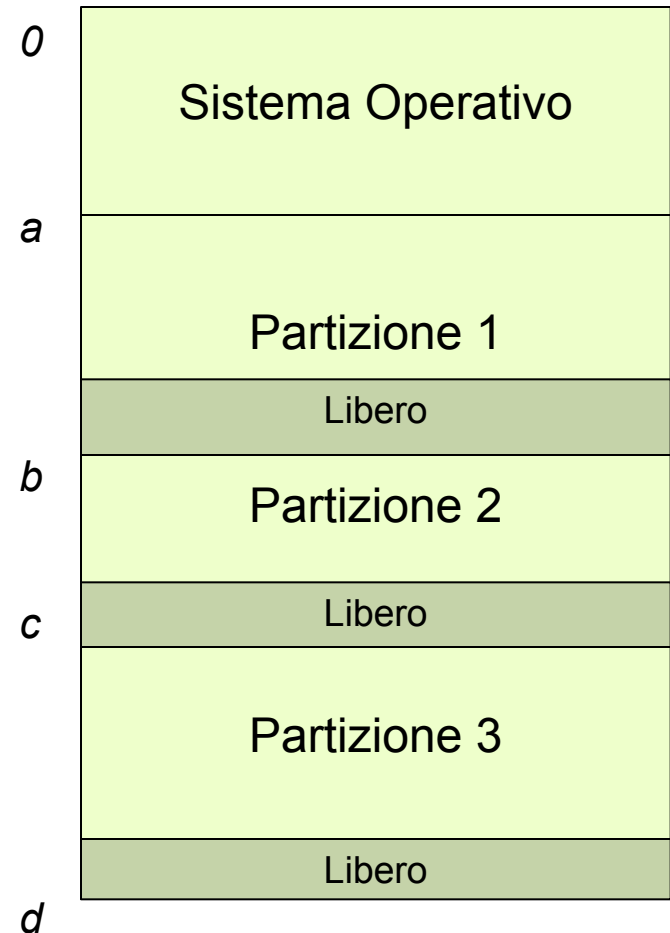 0
Sistema Operativo
a
Partizione 1
Libero
b
Partizione 2
Libero
c
Partizione 3
Libero
d